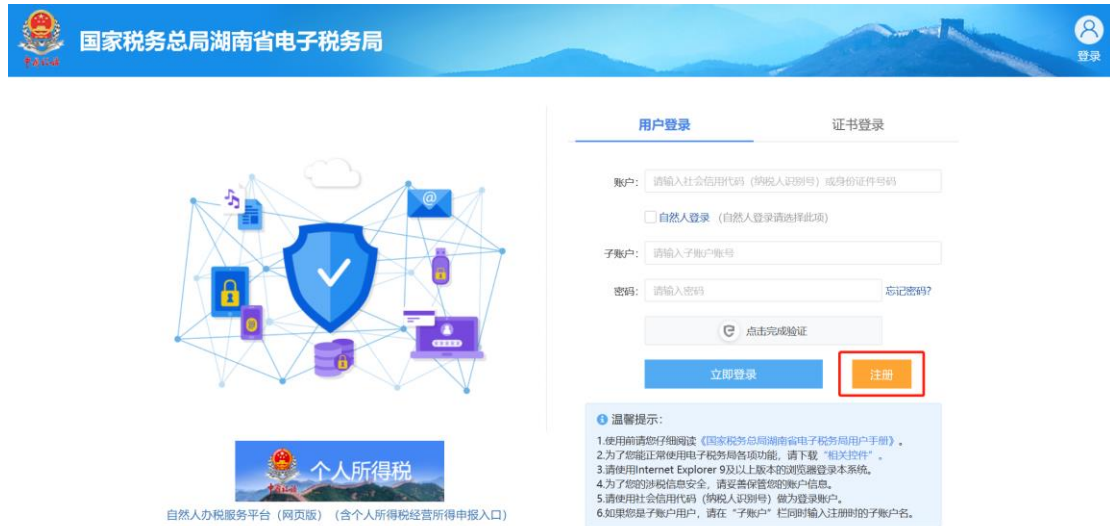 国家税务总局湖南省电子税务局
登录
用户登录
证书登录
账户：
请输入社会信用代码（纳税人识别号）或身份证件号码
自然人登录 （自然人登录请选择此项）
子账户：
请输入子账户账号
密码：
请输入密码
忘记密码?
点击完成验证
立即登录
注册
温馨提示：
1.使用前请您仔细阅读《国家税务总局湖南省电子税务局用户手册》。
2.为了您能正常使用电子税务局各项功能，请下载“相关控件”。
3.请使用Internet Explorer 9及以上版本的浏览器登录本系统。
4.为了您的涉税信息安全，请妥善保管您的账户信息。
5.请使用社会信用代码（纳税人识别号）做为登录账户。
6.如果您是子账户用户，请在“子账户”栏同时输入注册时的子账户名。
个人所得税
自然人办税服务平台（网页版）（含个人所得税经营所得申报入口）